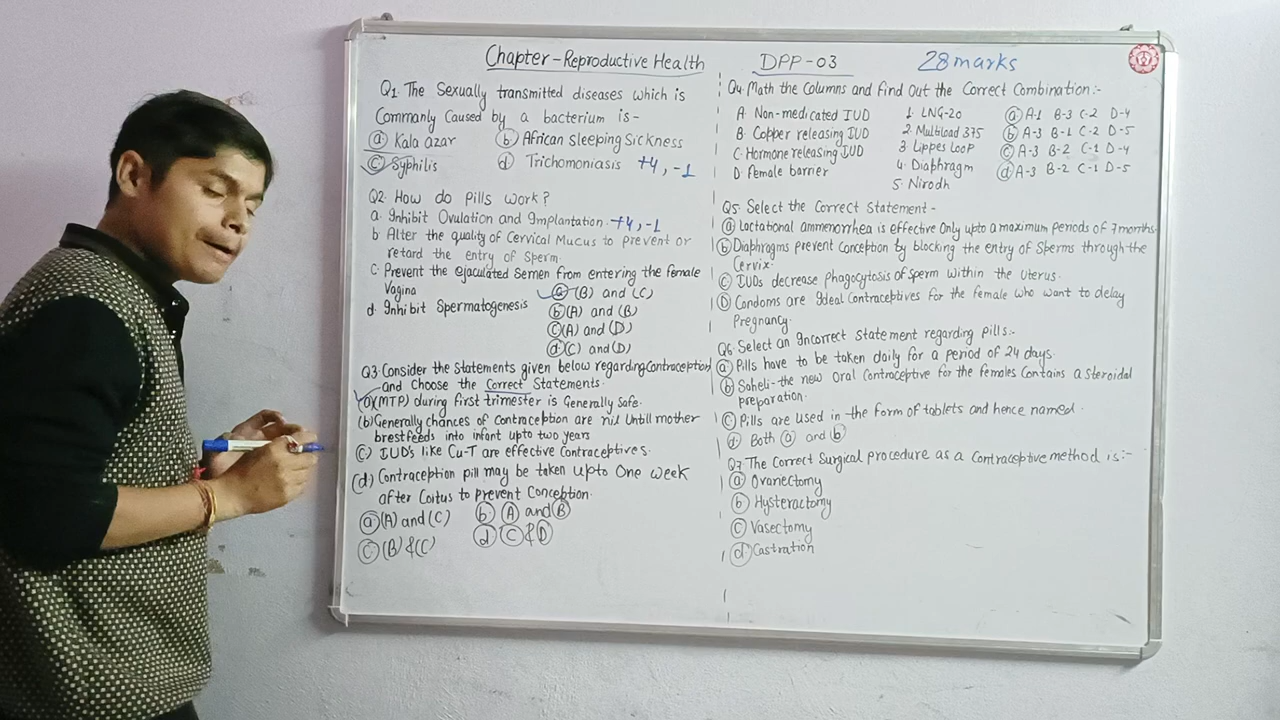 Chapter - Reproductive Health
DPP-03
28 marks
Q1. The Sexually transmitted diseases which is
Commanly Caused by a bacterium is -
(a) Kala azar (b) African sleeping Sickness
(c) Syphilis (d) Trichomoniasis +4, -1
Q2. How do Pills Work?
a. Inhibit Ovulation and Implantation. +4, -1
b Alter the quality of Cervical Mucus to prevent or
retard the entry of Sperm.
C. Prevent the ejaculated Semen from entering the female
Vagina
d. Inhibit Spermatogenesis
(a) (B) and (C)
(b) (A) and (B)
(c) (A) and (D)
(d) (C) and (D)
Q3. Consider the Statements given below regarding Contraception
and Choose the Correct Statements.
(a) (MTP) during first trimester is Generally Safe.
(b) Generally chances of Contraception are nil Untill mother
brestfeeds into infant upto two years
(C) IUD's like Cu-T are effective Contraceptives.
(d) Contraception pill may be taken Upto One week
after Coitus to prevent Conception.
(a) (A) and (C) (b) (A) and (B)
(C) (B) & (C) (d) (C) & (D)
Q4. Math the Columns and find Out the Correct Combination:-
A. Non-medicated IUD 1. LNG-20 (a) A-1 B-3 C-2 D-4
B. Copper releasing IUD 2. Multiload 375 (b) A-3 B-1 C-2 D-5
C. Hormone releasing IUD 3. Lippes Loop (c) A-3 B-2 C-1 D-4
D. Female barrier 4. Diaphragm (d) A-3 B-2 C-1 D-5
5. Nirodh
Q5. Select the Correct Statement -
(a) Lactational ammenorrhea is effective Only upto a maximum periods of 7 months.
(b) Diaphragms prevent Conception by blocking the entry of Sperms through the
Cervix.
(C) IUDs decrease phagocytosis of sperm within the Uterus.
(D) Condoms are Ideal Contraceptives for the female who want to delay
Pregnancy.
Q6. Select an Incorrect Statement regarding pills:-
(a) Pills have to be taken daily for a period of 24 days.
(b) Saheli-the new Oral Contraceptive for the females Contains a Steroidal
preparation.
(C) Pills are used in the form of tablets and hence named.
(d) Both (a) and (b)
Q7. The Correct Surgical procedure as a Contraceptive method is:-
(a) Ovariectomy
(b) Hysteractomy
(C) Vasectomy
(d) Castration